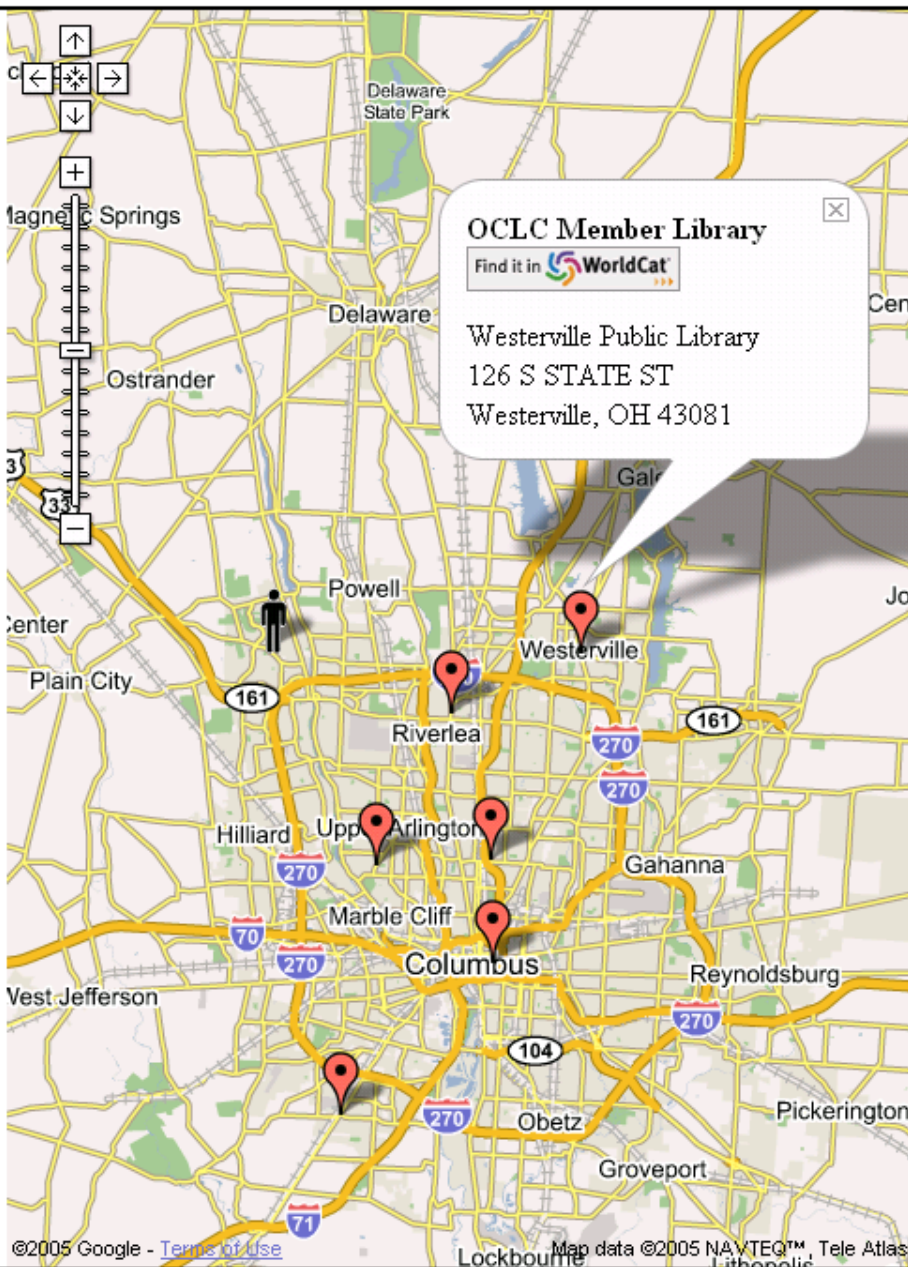 Delaware
State Park
Springs
OCLC Member Library
Find it in WorldCat
Delaware
Westerville Public Library
126 S STATE ST
Westerville, OH 43081
Ostrander
33
Powell
Westerville
Plain City
161
Riverlea
161
270
270
Hilliard
Arlington
270
Gahanna
Marble Cliff
70
270
Columbus
Reynoldsburg
West Jefferson
270
104
270
Obetz
Pickerington
Groveport
71
©2005 Google - Terms of Use
Lockbourne
Map data ©2005 NAVTEQ™, Tele Atlas